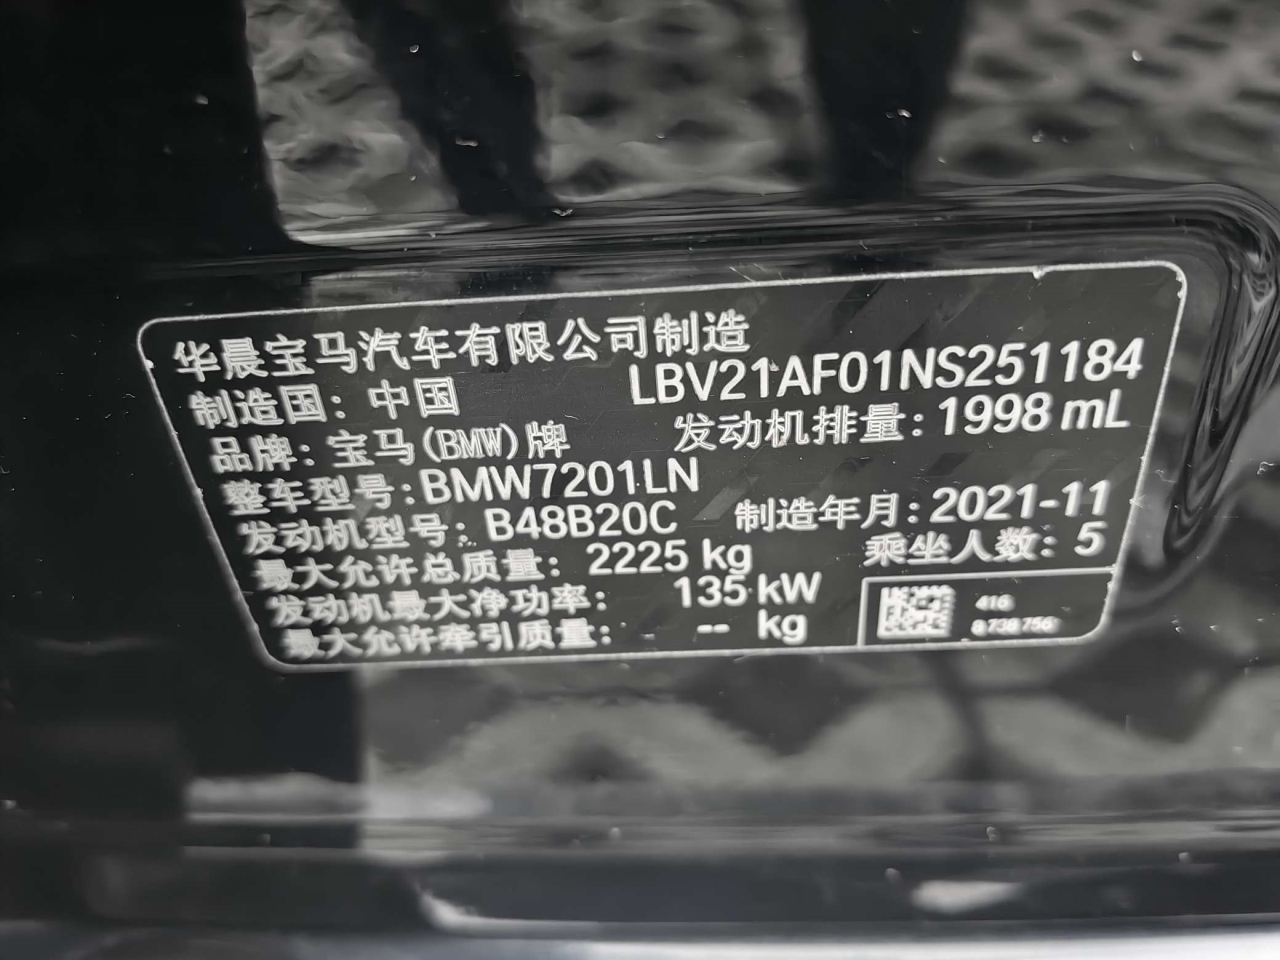 华晨宝马汽车有限公司制造
制造国：中国 LBV21AF01NS251184
品牌：宝马(BMW)牌 发动机排量：1998 mL
整车型号：BMW7201LN
发动机型号：B48B20C 制造年月：2021-11
最大允许总质量：2225 kg 乘坐人数：5
发动机最大净功率：135 kW
最大允许牵引质量：-- kg
416
8738756